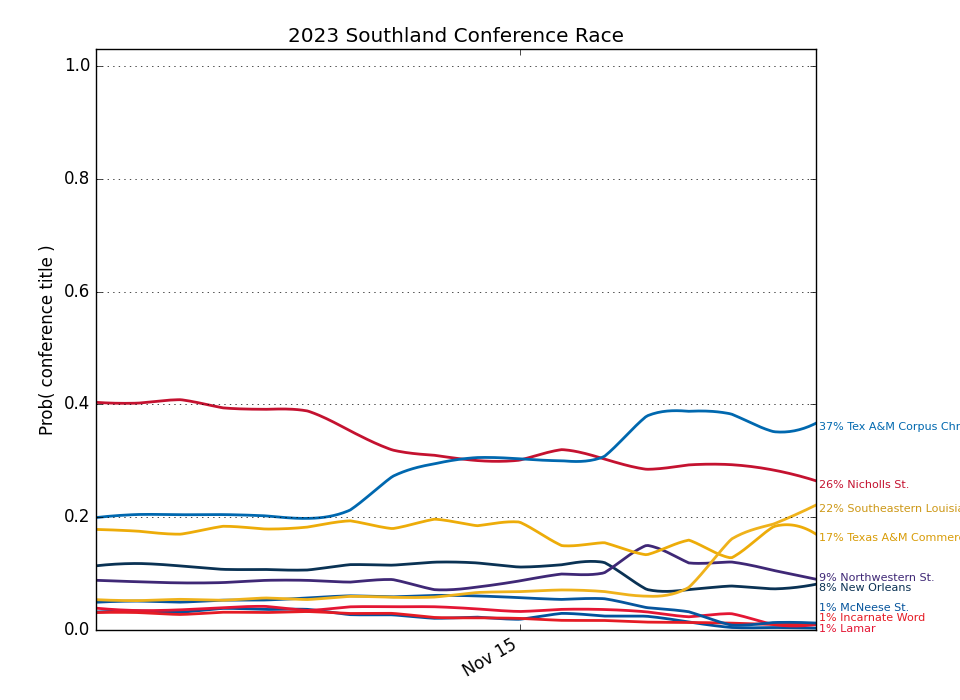 2023 Southland Conference Race
1.0
0.8
0.6
0.4
0.2
0.0
Prob( conference title )
Nov 15
37% Tex A&M Corpus Chr
26% Nicholls St.
22% Southeastern Louisia
17% Texas A&M Commer
9% Northwestern St.
8% New Orleans
1% McNeese St.
1% Incarnate Word
1% Lamar